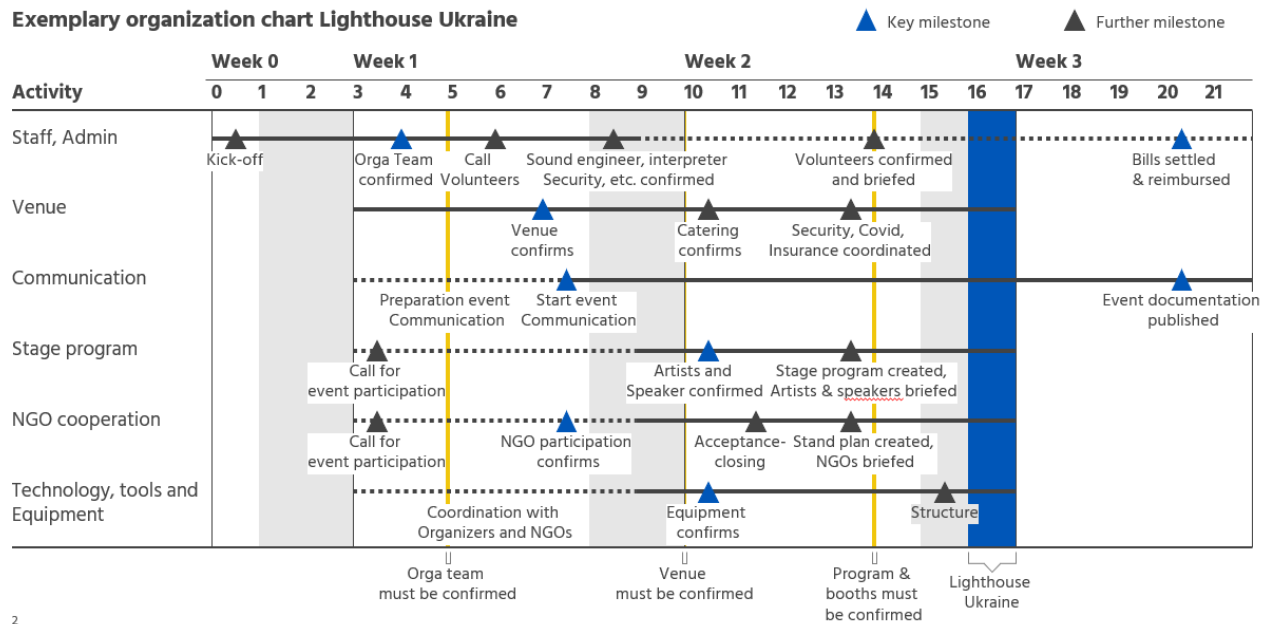 Exemplary organization chart Lighthouse Ukraine
Key milestone
Further milestone
Week 0
Week 1
Week 2
Week 3
Activity
0 1 2 3 4 5 6 7 8 9 10 11 12 13 14 15 16 17 18 19 20 21
Staff, Admin
Kick-off
Orga Team
confirmed
Call
Volunteers
Sound engineer, interpreter
Security, etc. confirmed
Volunteers confirmed
and briefed
Bills settled
& reimbursed
Venue
Venue
confirms
Catering
confirms
Security, Covid,
Insurance coordinated
Communication
Preparation event
Communication
Start event
Communication
Event documentation
published
Stage program
Call for
event participation
Artists and
Speaker confirmed
Stage program created,
Artists & speakers briefed
NGO cooperation
Call for
event participation
NGO participation
confirms
Acceptance-
closing
Stand plan created,
NGOs briefed
Technology, tools and
Equipment
Coordination with
Organizers and NGOs
Equipment
confirms
Structure
Orga team
must be confirmed
Venue
must be confirmed
Program &
booths must
be confirmed
Lighthouse
Ukraine
2